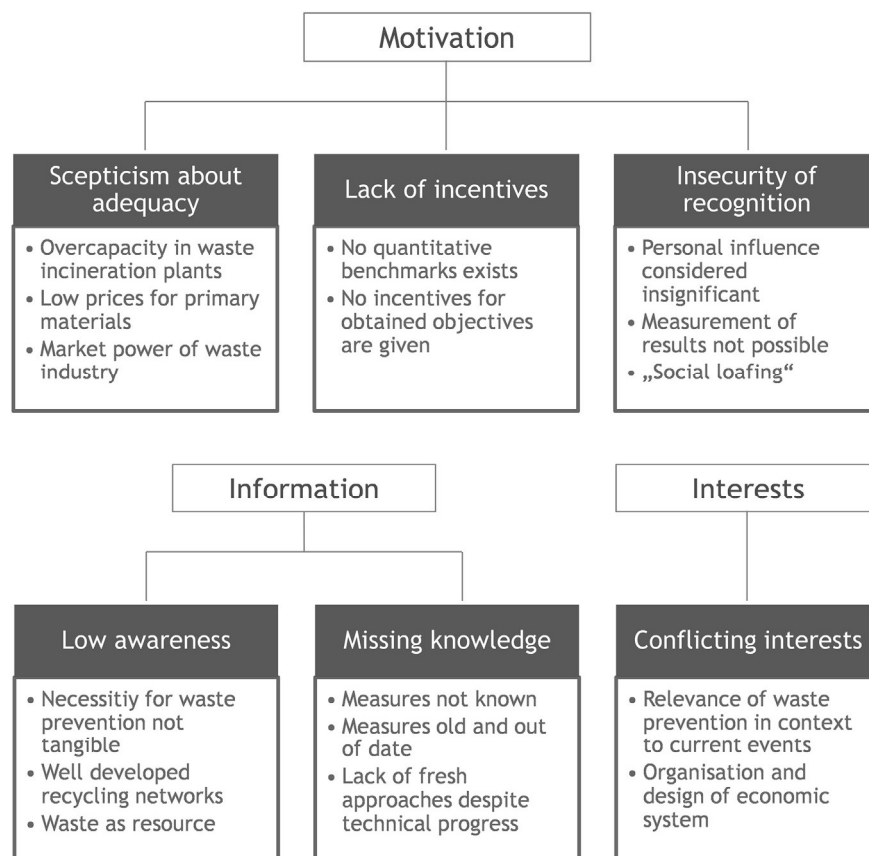 Motivation
Scepticism about
adequacy
• Overcapacity in waste
incineration plants
• Low prices for primary
materials
• Market power of waste
industry
Lack of incentives
• No quantitative
benchmarks exists
• No incentives for
obtained objectives
are given
Insecurity of
recognition
• Personal influence
considered
insignificant
• Measurement of
results not possible
• „Social loafing“
Information
Low awareness
• Necessitiy for waste
prevention not
tangible
• Well developed
recycling networks
• Waste as resource
Missing knowledge
• Measures not known
• Measures old and out
of date
• Lack of fresh
approaches despite
technical progress
Interests
Conflicting interests
• Relevance of waste
prevention in context
to current events
• Organisation and
design of economic
system